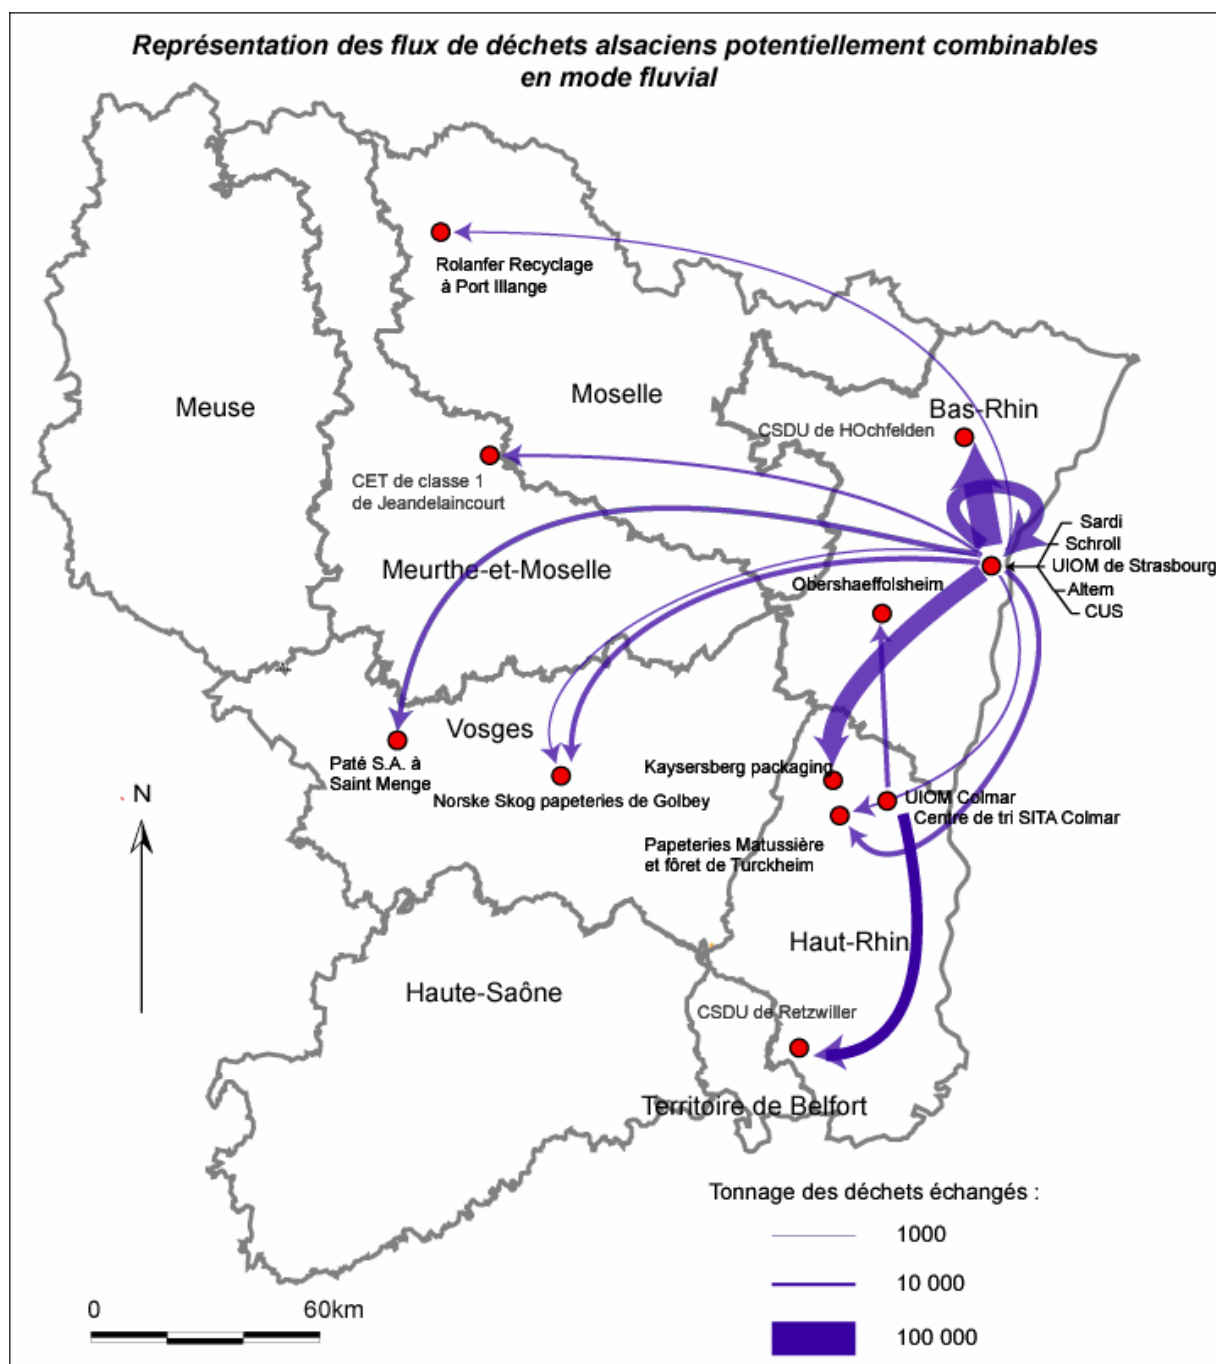 Représentation des flux de déchets alsaciens potentiellement combinables
en mode fluvial
Rolanfer Recyclage
à Port Illange
Moselle
Meuse
Bas-Rhin
CSDU de HOchfelden
CET de classe 1
de Jeandelaincourt
Sardi
Schroll
UIOM de Strasbourg
Altem
CUS
Meurthe-et-Moselle
Obershaeffolsheim
Vosges
Paté S.A. à
Saint Menge
Kaysersberg packaging
Norske Skog papeteries de Golbey
UIOM Colmar
Centre de tri SITA Colmar
N
Papeteries Matussière
et fôret de Turckheim
Haut-Rhin
Haute-Saône
CSDU de Retzwiller
Territoire de Belfort
Tonnage des déchets échangés :
1000
10 000
100 000
0 60km